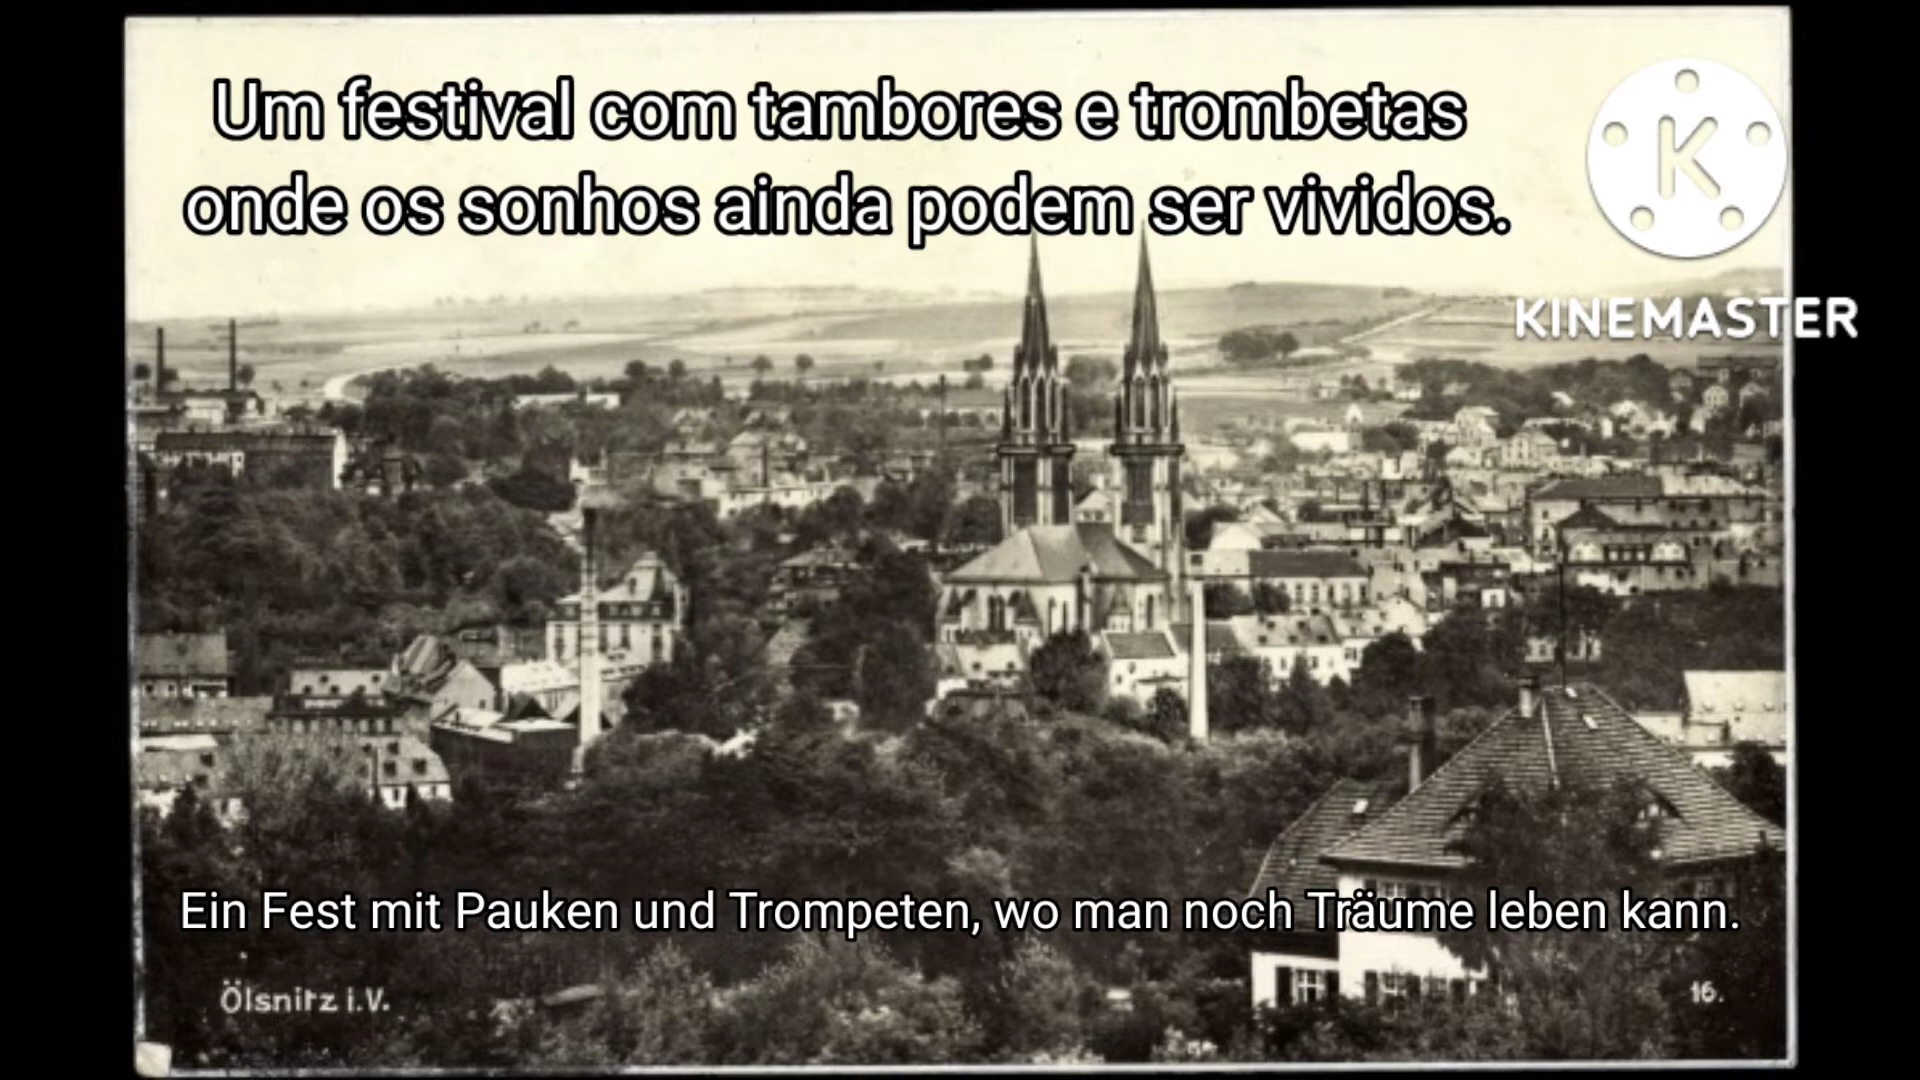 Um festival com tambores e trombetas
onde os sonhos ainda podem ser vividos.
K
KINEMASTER
Ein Fest mit Pauken und Trompeten, wo man noch Träume leben kann.
Ölsnitz i.V.
16.